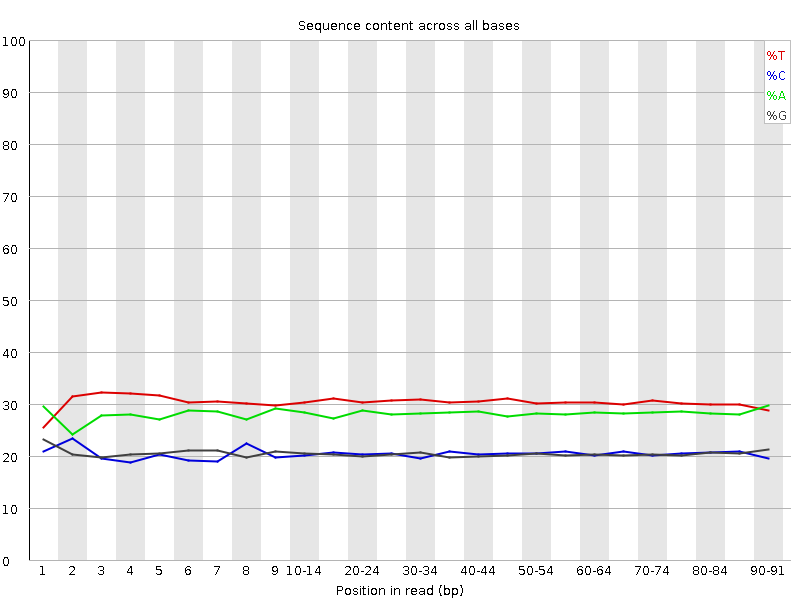 Sequence content across all bases
%T
%C
%A
%G
100
90
80
70
60
50
40
30
20
10
0
1 2 3 4 5 6 7 8 9 10-14 20-24 30-34 40-44 50-54 60-64 70-74 80-84 90-91
Position in read (bp)